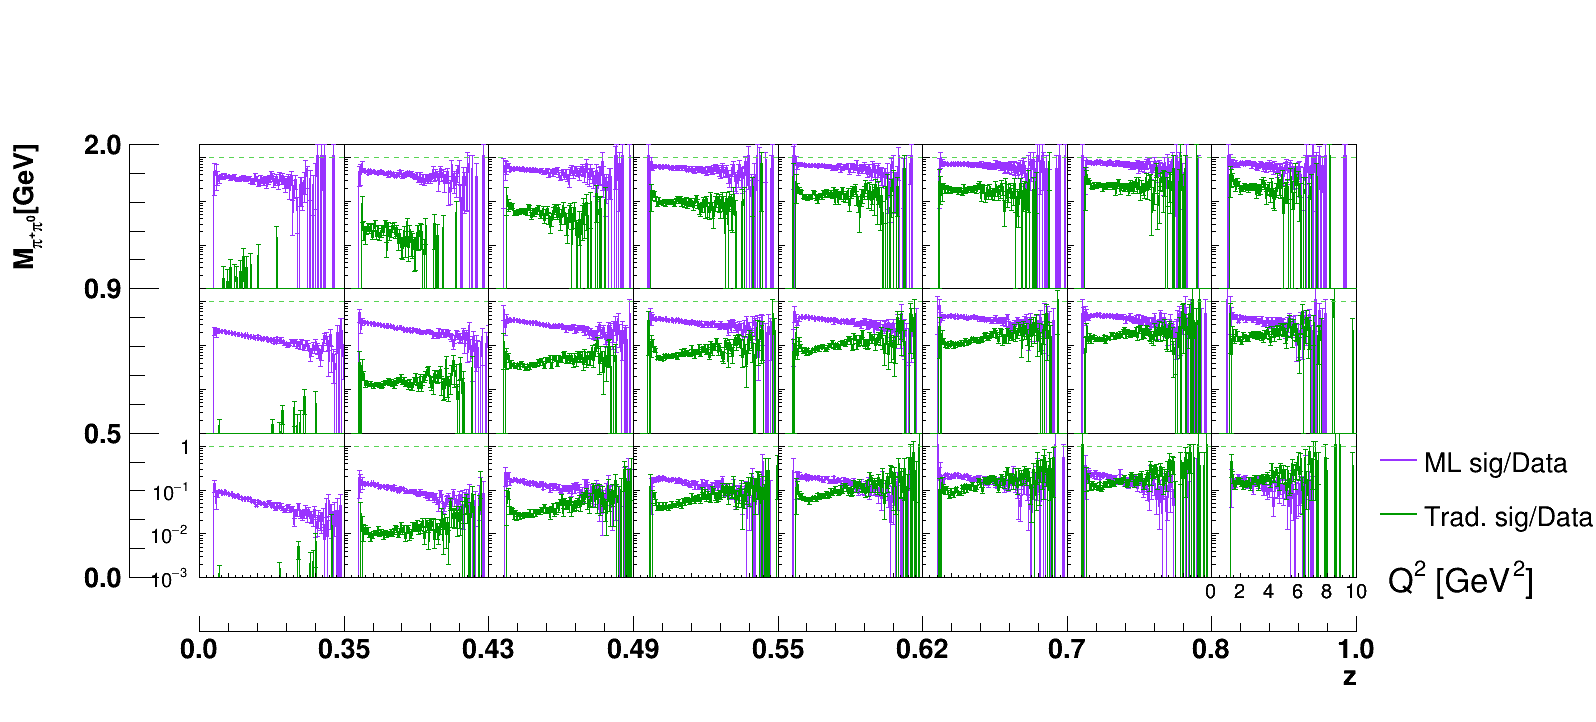 M π⁺π⁰ [GeV]
2.0
0.9
0.5
0.0
1
10⁻¹
10⁻²
10⁻³
ML sig/Data
Trad. sig/Data
Q² [GeV²]
0 2 4 6 8 10
0.0 0.35 0.43 0.49 0.55 0.62 0.7 0.8 1.0
z